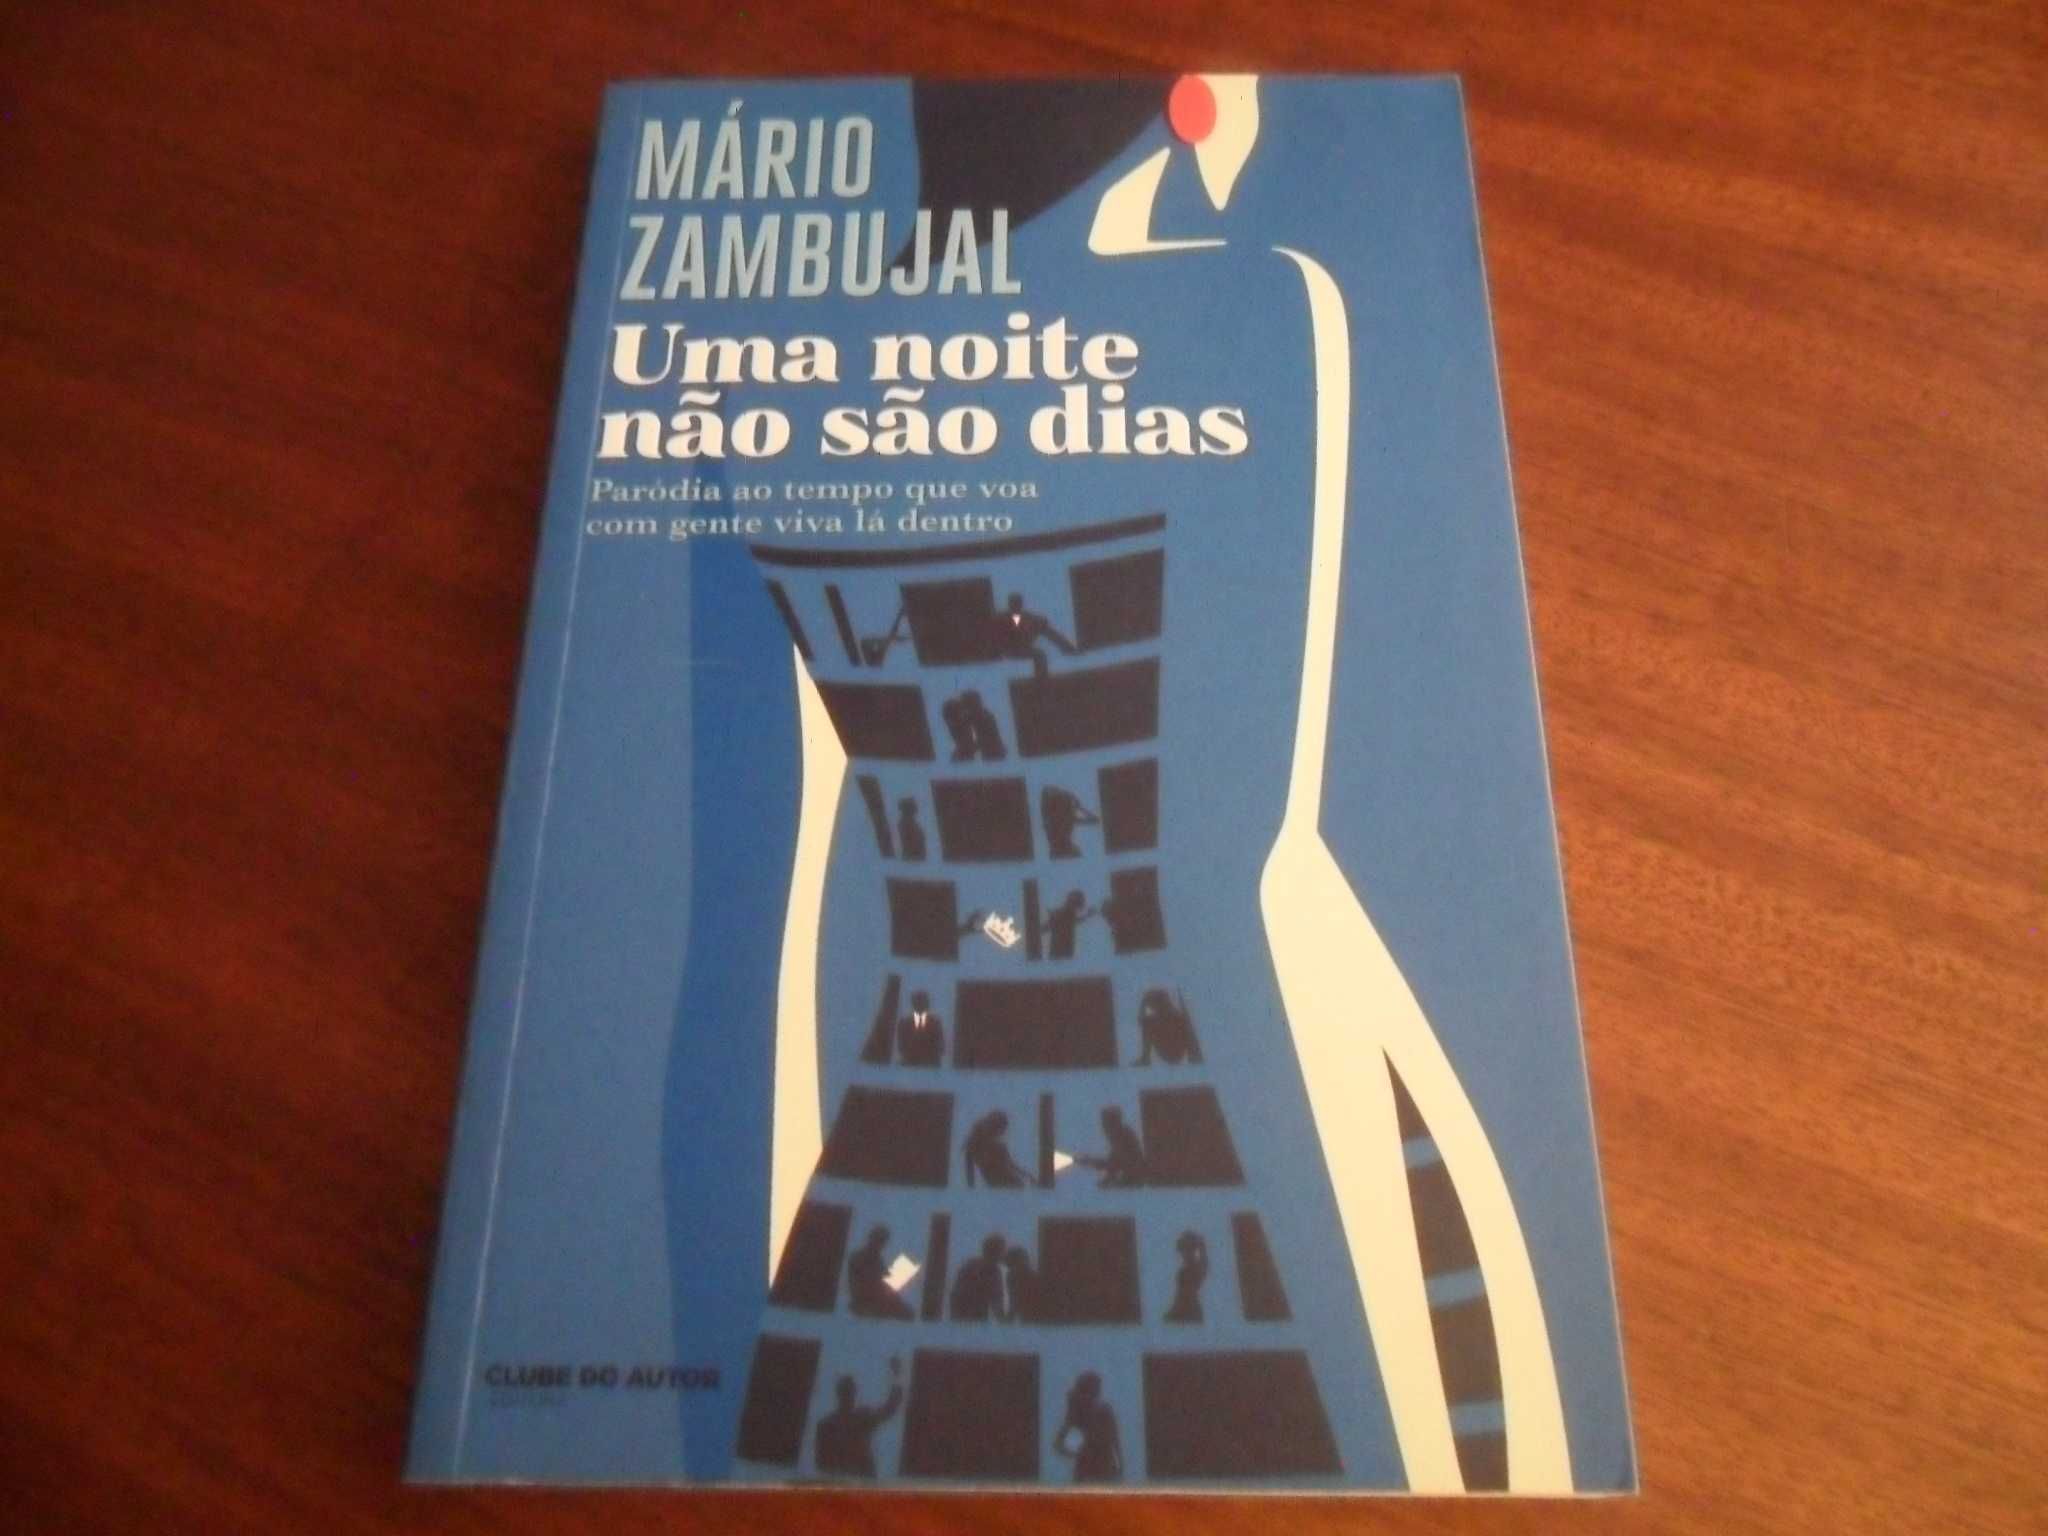 MÁRIO
ZAMBUJAL
Uma noite
não são dias
Paródia ao tempo que voa
com gente viva lá dentro
CLUBE DO AUTOR